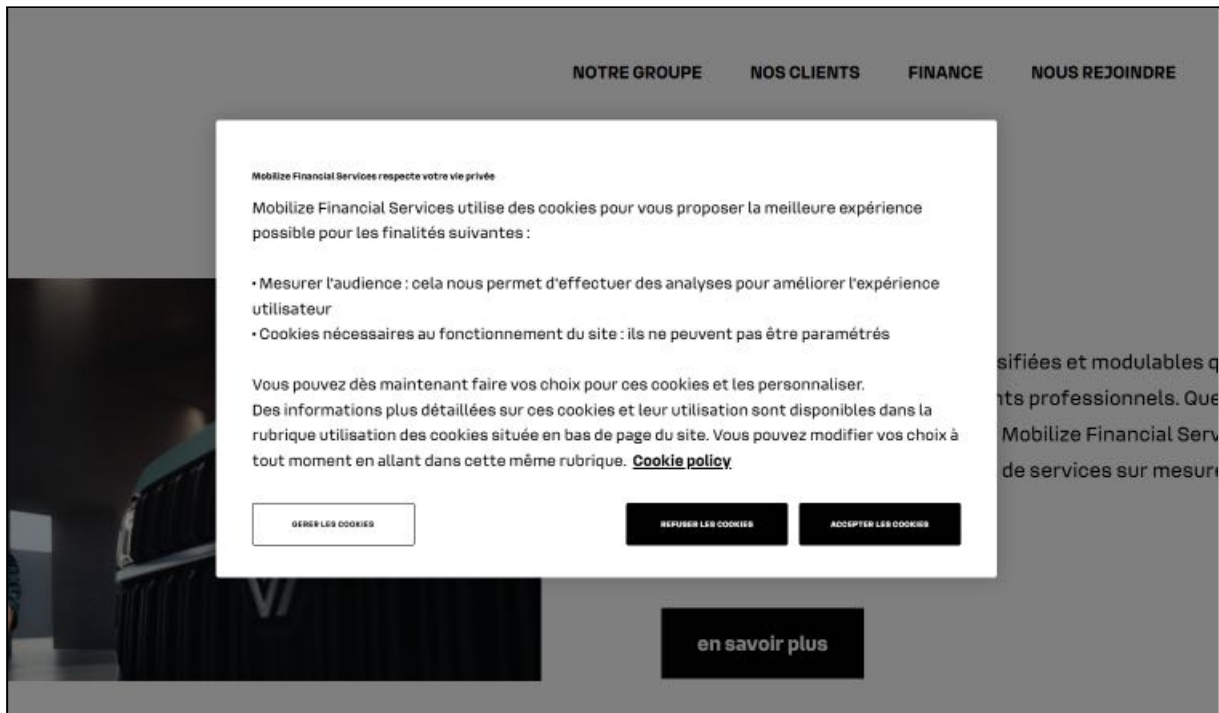 NOTRE GROUPE NOS CLIENTS FINANCE NOUS REJOINDRE
Mobilize Financial Services respecte votre vie privée
Mobilize Financial Services utilise des cookies pour vous proposer la meilleure expérience
possible pour les finalités suivantes :
• Mesurer l'audience : cela nous permet d'effectuer des analyses pour améliorer l'expérience
utilisateur
• Cookies nécessaires au fonctionnement du site : ils ne peuvent pas être paramétrés
Vous pouvez dès maintenant faire vos choix pour ces cookies et les personnaliser.
Des informations plus détaillées sur ces cookies et leur utilisation sont disponibles dans la
rubrique utilisation des cookies située en bas de page du site. Vous pouvez modifier vos choix à
tout moment en allant dans cette même rubrique. Cookie policy
GÉRER LES COOKIES
REFUSER LES COOKIES
ACCEPTER LES COOKIES
sifiées et modulables q
nts professionnels. Que
Mobilize Financial Serv
de services sur mesure
en savoir plus